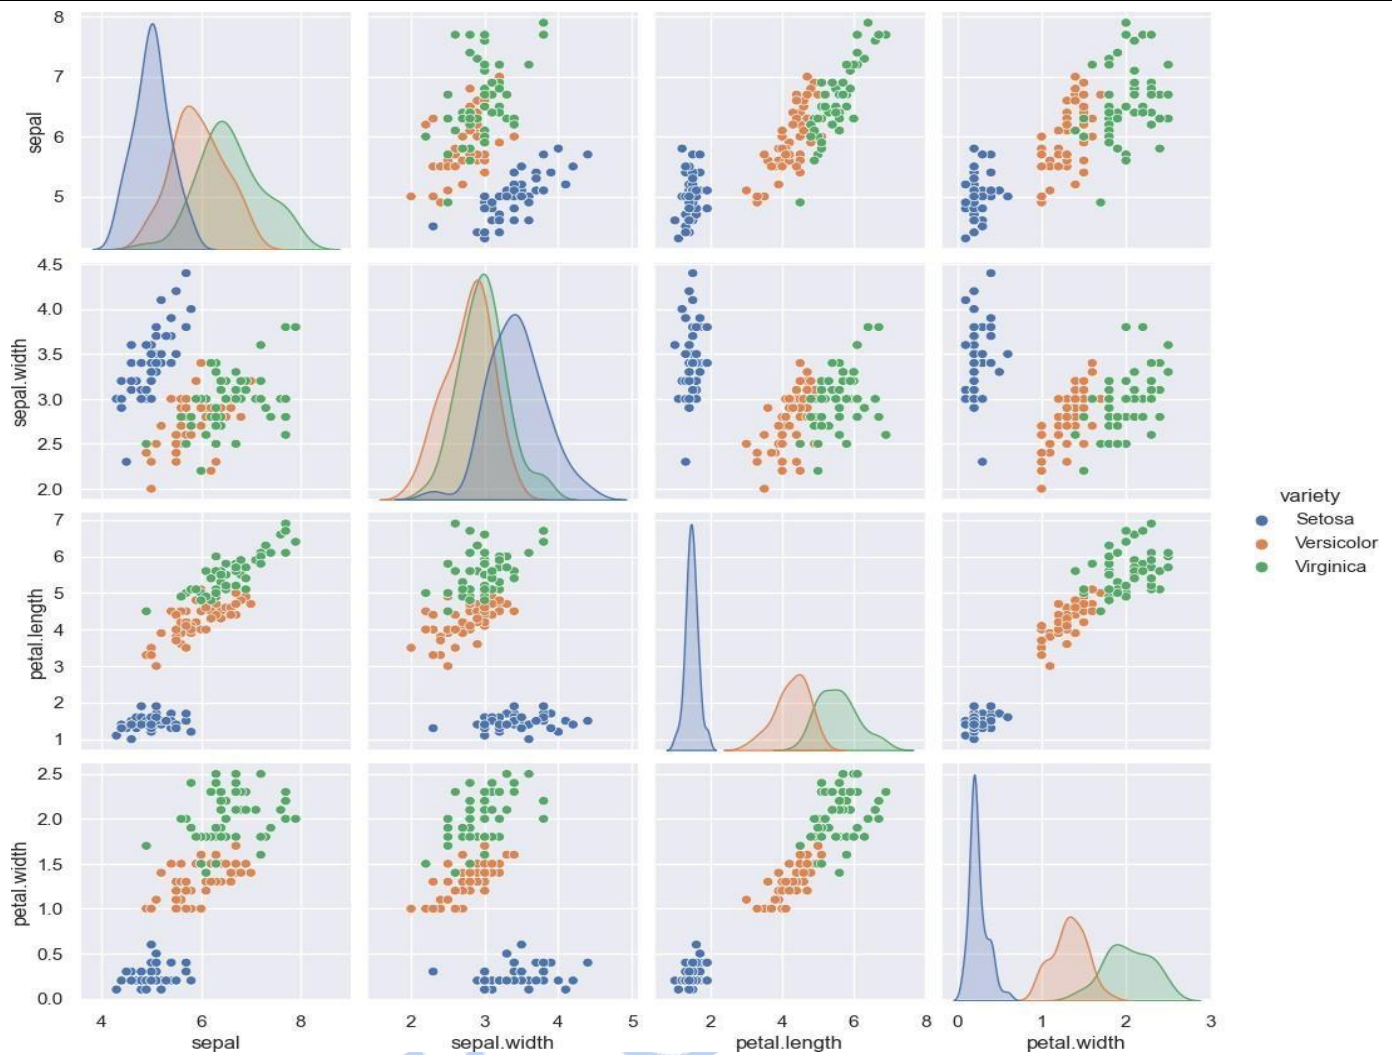 8
7
6
5
sepal
4.5
4.0
3.5
3.0
2.5
2.0
sepal.width
7
6
5
4
3
2
1
petal.length
2.5
2.0
1.5
1.0
0.5
0.0
petal.width
4 6 8
sepal
2 3 4 5
sepal.width
2 4 6 8
petal.length
0 1 2 3
petal.width
variety
Setosa
Versicolor
Virginica